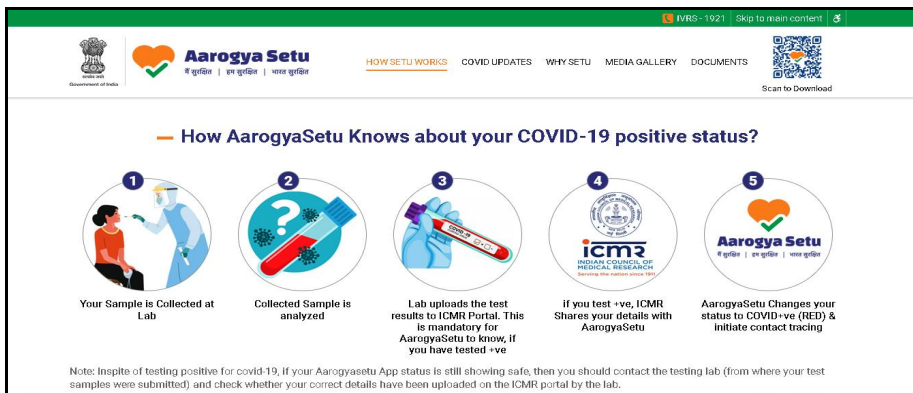 IVRS - 1921 Skip to main content
Aarogya Setu
मैं सुरक्षित | हम सुरक्षित | भारत सुरक्षित
Government of India
HOW SETU WORKS COVID UPDATES WHY SETU MEDIA GALLERY DOCUMENTS
Scan to Download
How AarogyaSetu Knows about your COVID-19 positive status?
1
2
3
4
5
COVID-19
icmr
INDIAN COUNCIL OF
MEDICAL RESEARCH
Serving the nation since 1911
Aarogya Setu
मैं सुरक्षित | हम सुरक्षित | भारत सुरक्षित
Your Sample is Collected at
Lab
Collected Sample is
analyzed
Lab uploads the test
results to ICMR Portal. This
is mandatory for
AarogyaSetu to know, if
you have tested +ve
if you test +ve, ICMR
Shares your details with
AarogyaSetu
AarogyaSetu Changes your
status to COVID+ve (RED) &
initiate contact tracing
Note: Inspite of testing positive for covid-19, if your Aarogyasetu App status is still showing safe, then you should contact the testing lab (from where your test
samples were submitted) and check whether your correct details have been uploaded on the ICMR portal by the lab.